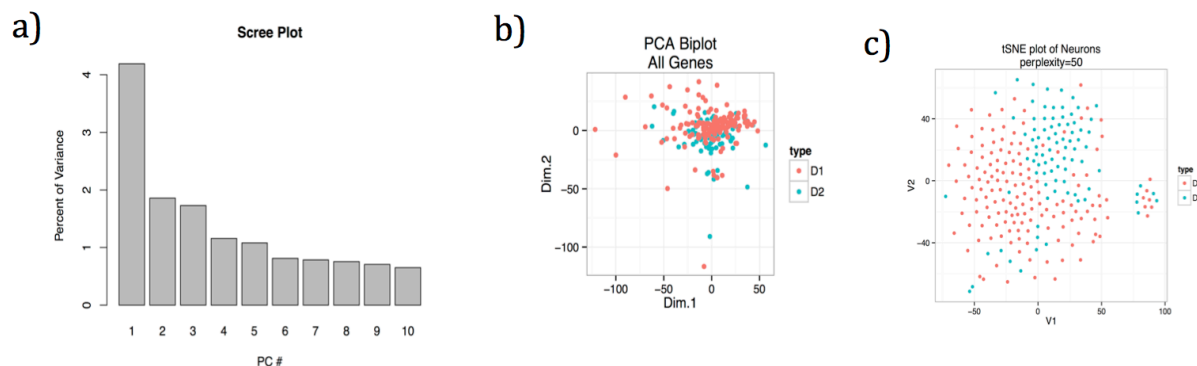 a)
Scree Plot
Percent of Variance
4
3
2
1
0
1 2 3 4 5 6 7 8 9 10
PC #
b)
PCA Biplot
All Genes
Dim.2
0
−50
−100
−100 −50 0 50
Dim.1
type
D1
D2
c)
tSNE plot of Neurons
perplexity=50
V2
40
0
−40
−50 0 50 100
V1
type
D
D